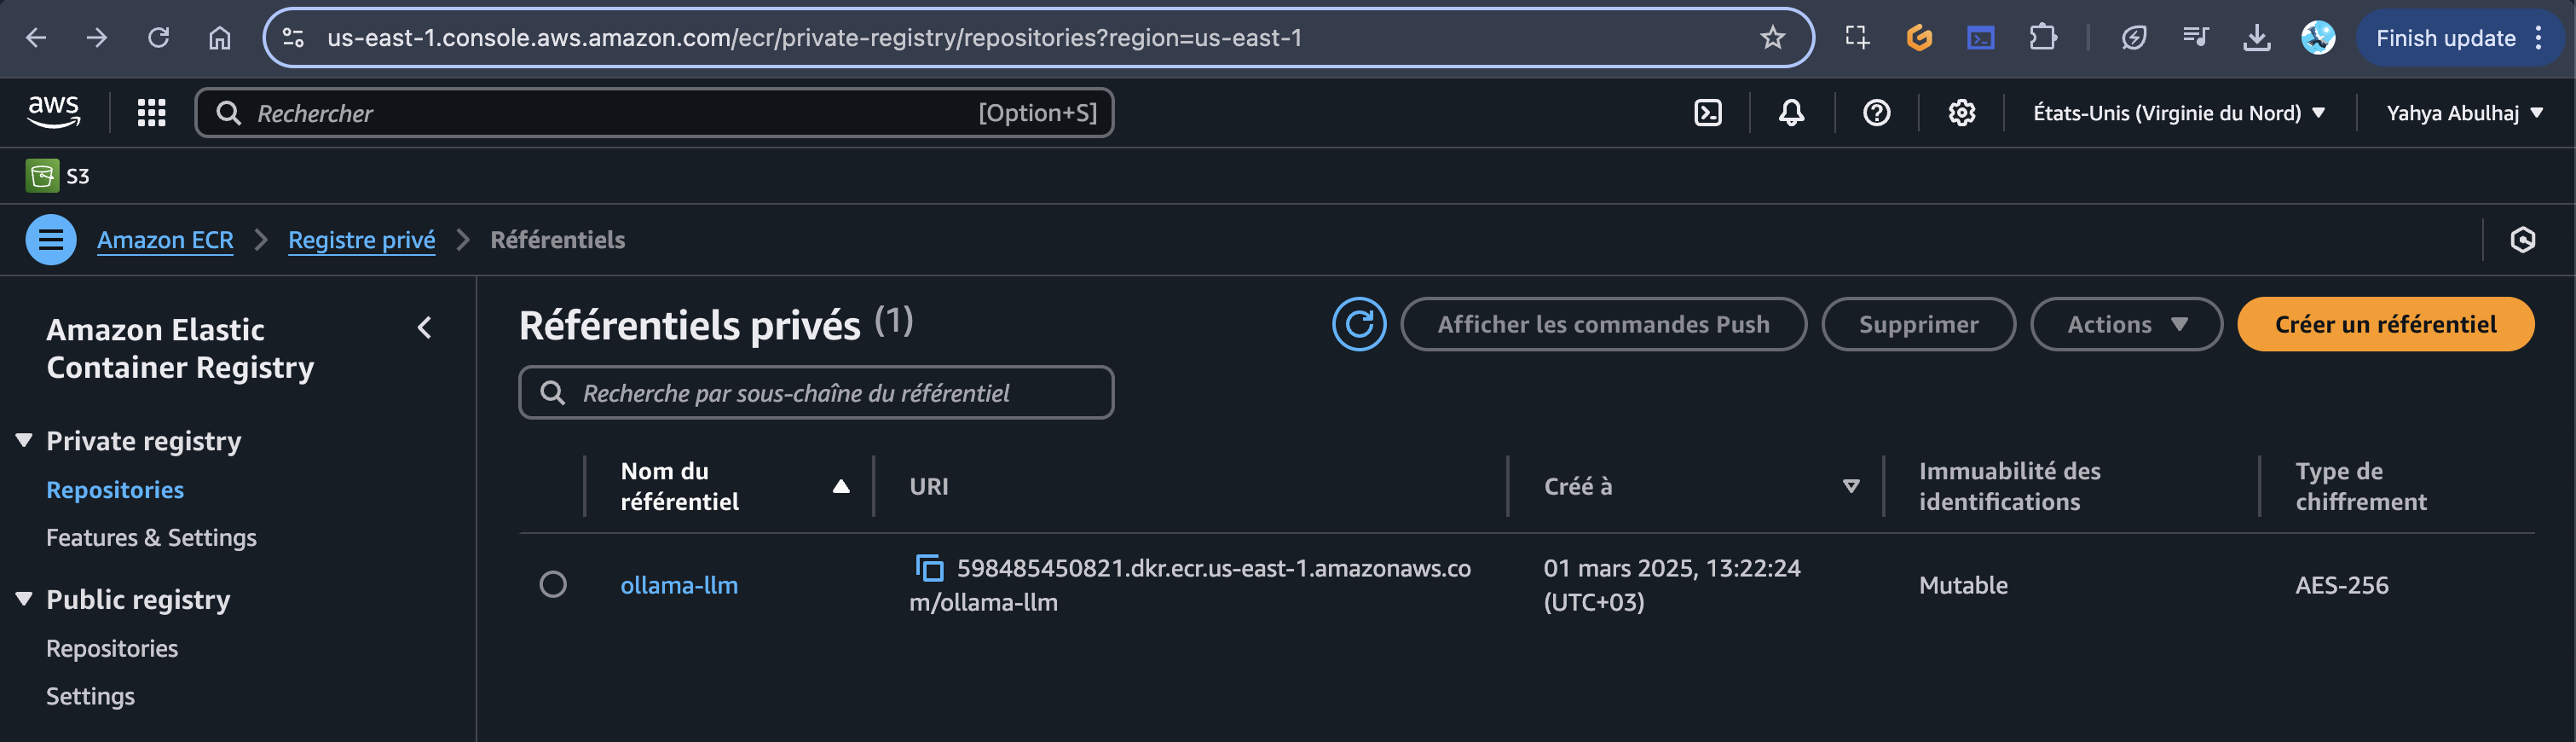 us-east-1.console.aws.amazon.com/ecr/private-registry/repositories?region=us-east-1
Finish update
aws
Rechercher
[Option+S]
États-Unis (Virginie du Nord)
Yahya Abulhaj
S3
Amazon ECR
Registre privé
Référentiels
Amazon Elastic
Container Registry
Private registry
Repositories
Features & Settings
Public registry
Repositories
Settings
Référentiels privés (1)
Afficher les commandes Push
Supprimer
Actions
Créer un référentiel
Recherche par sous-chaîne du référentiel
Nom du
référentiel
URI
Créé à
Immuabilité des
identifications
Type de
chiffrement
ollama-llm
598485450821.dkr.ecr.us-east-1.amazonaws.co
m/ollama-llm
01 mars 2025, 13:22:24
(UTC+03)
Mutable
AES-256